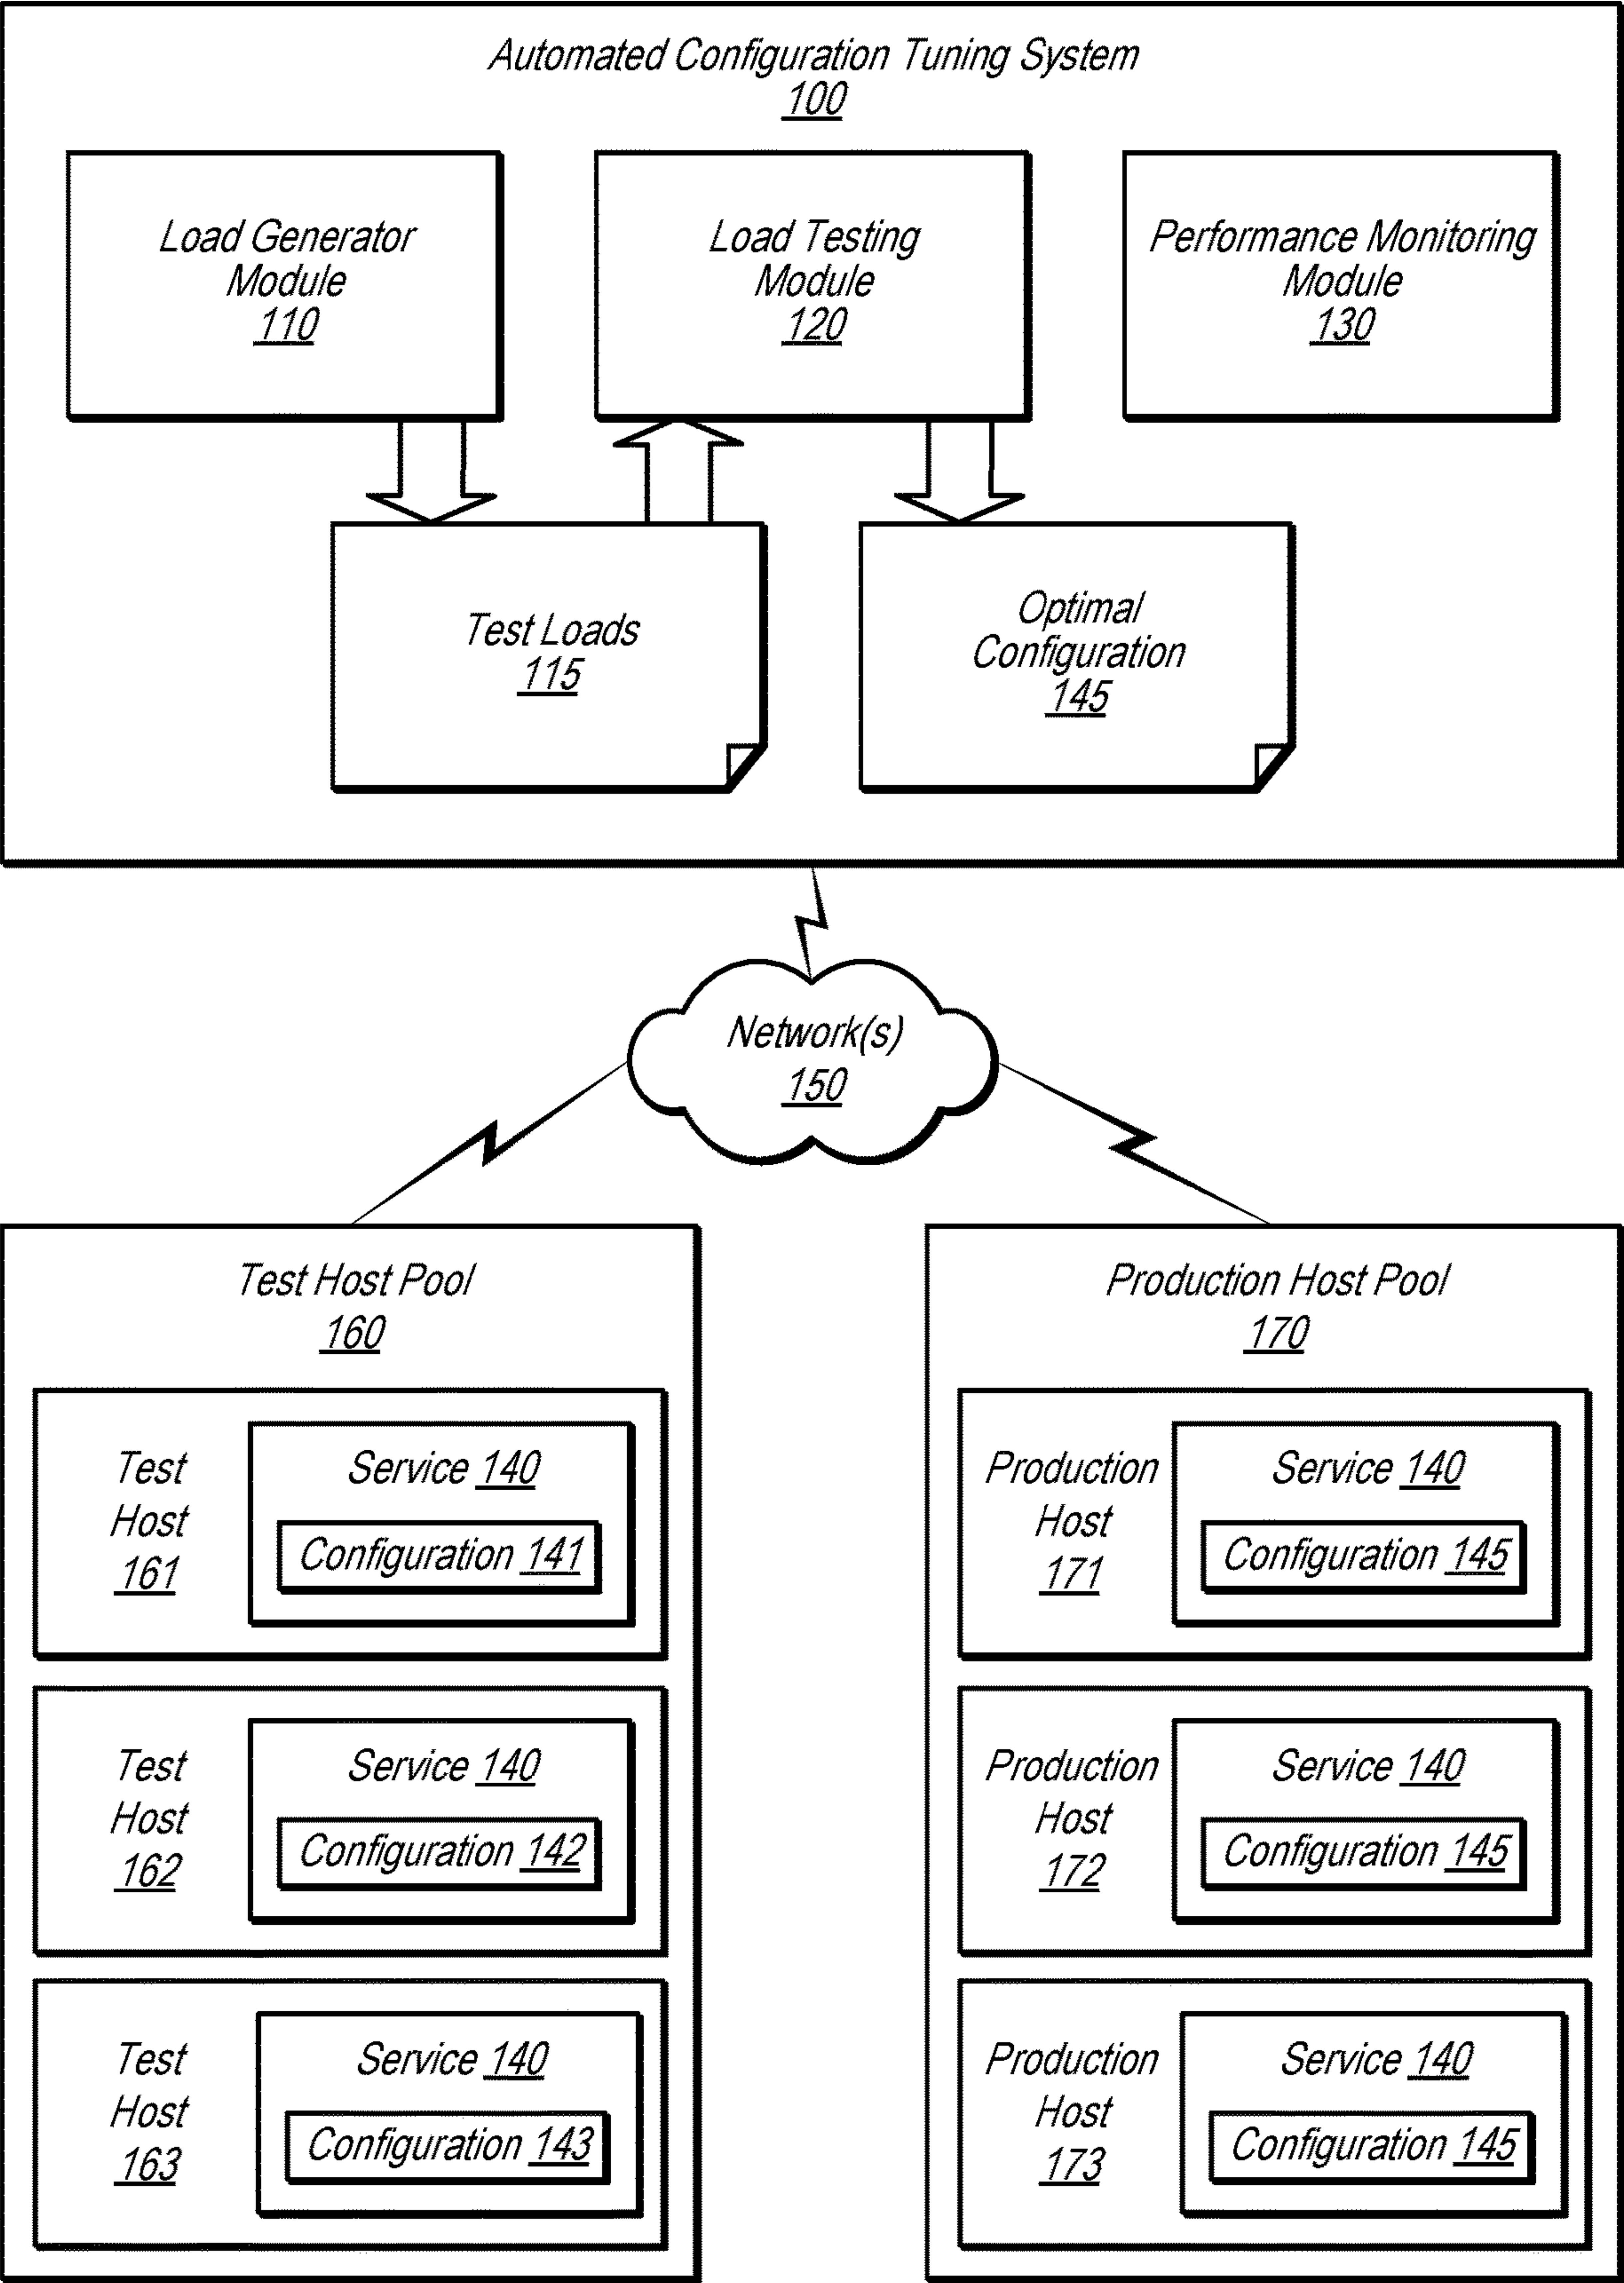 Automated Configuration Tuning System
100
Load Generator
Module
110
Load Testing
Module
120
Performance Monitoring
Module
130
Test Loads
115
Optimal
Configuration
145
Network(s)
150
Test Host Pool
160
Test
Host
161
Service 140
Configuration 141
Test
Host
162
Service 140
Configuration 142
Test
Host
163
Service 140
Configuration 143
Production Host Pool
170
Production
Host
171
Service 140
Configuration 145
Production
Host
172
Service 140
Configuration 145
Production
Host
173
Service 140
Configuration 145